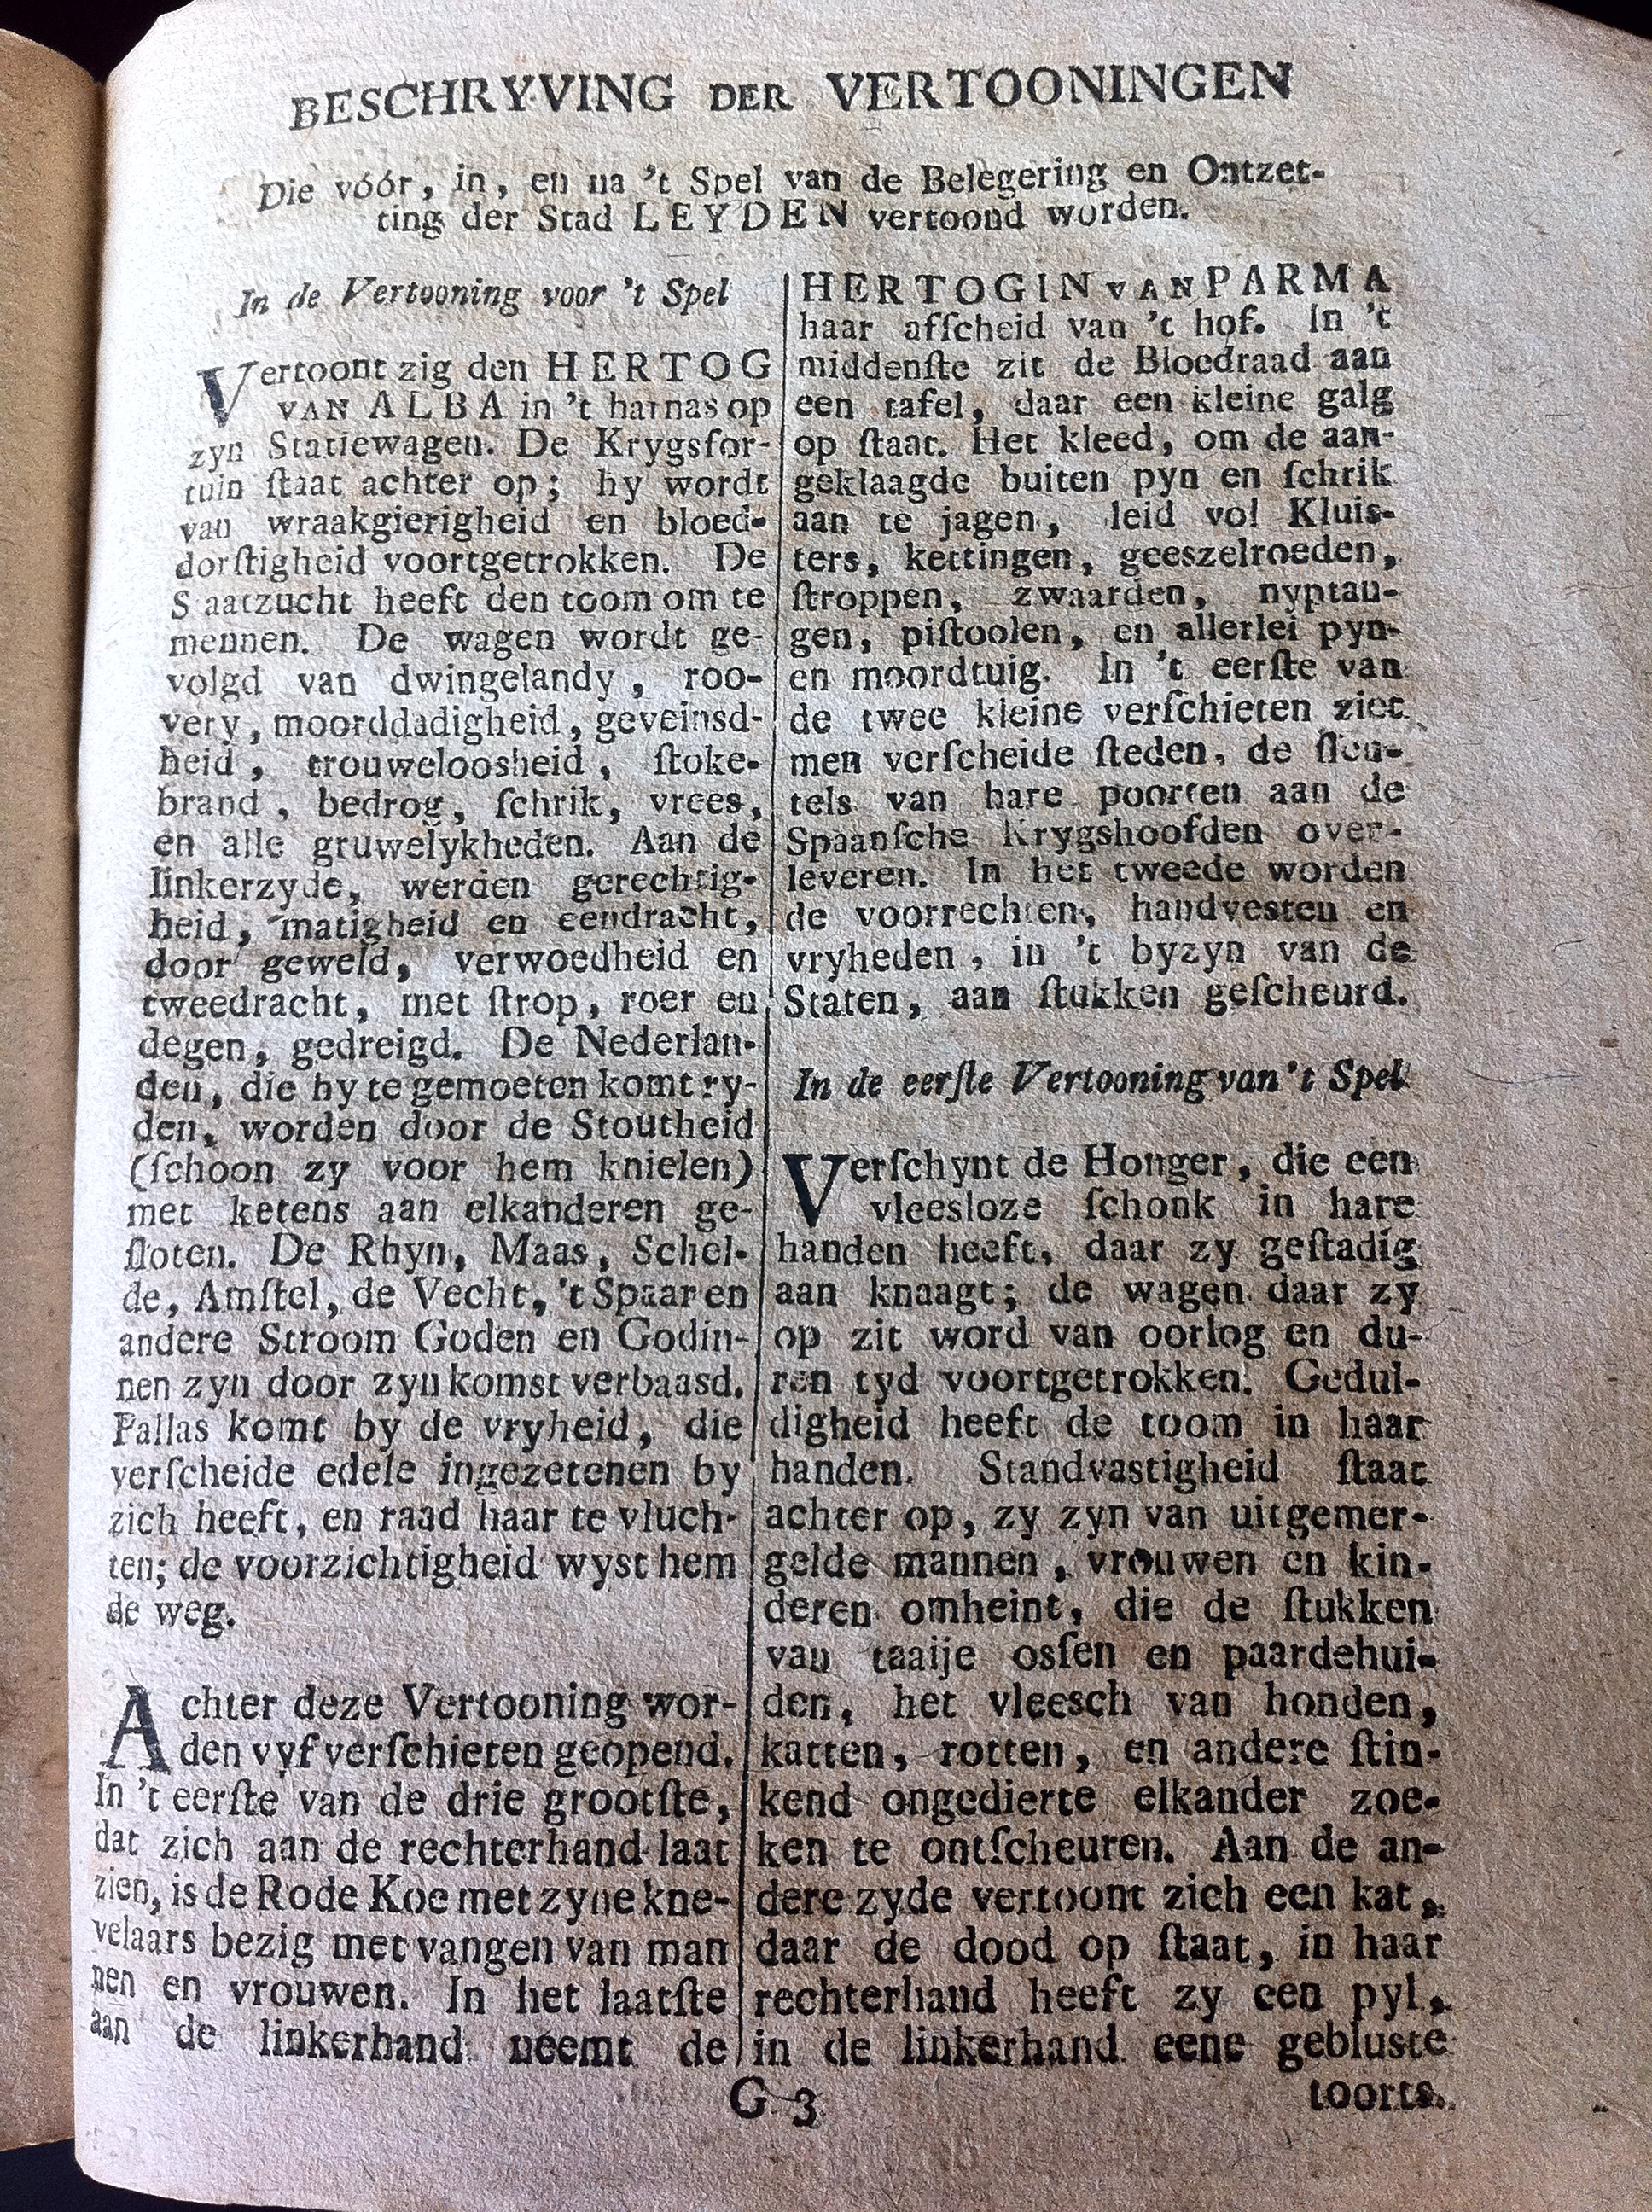 BESCHRYVING DER VERTOONINGEN
Die vóór, in, en na 't Spel van de Belegering en Ontzet-
ting der Stad LEYDEN vertoond worden.
In de Vertooning voor 't Spel
Vertoont zig den HERTOG
VAN ALBA in 't harnas op
zyn Statiewagen. De Krygsfor-
tuin ſtaat achter op; hy wordt
van wraakgierigheid en bloed-
dorſtigheid voortgetrokken. De
S aatzucht heeft den toom om te
mennen. De wagen wordt ge-
volgd van dwingelandy, roo-
very, moorddadigheid, geveinsd-
heid, trouweloosheid, ſtoke-
brand, bedrog, ſchrik, vrees,
en alle gruwelykheden. Aan de
linkerzyde, werden gerechtig-
heid, matigheid en eendracht,
door geweld, verwoedheid en
tweedracht, met ſtrop, roer en
degen, gedreigd. De Nederlan-
den, die hy te gemoeten komt ry-
den, worden door de Stoutheid
(ſchoon zy voor hem knielen)
met ketens aan elkanderen ge-
ſloten. De Rhyn, Maas, Schel-
de, Amſtel, de Vecht, 't Spaar en
andere Stroom Goden en Godin-
nen zyn door zyn komst verbaasd.
Pallas komt by de vryheid, die
verſcheide edele ingezetenen by
zich heeft, en raad haar te vluch-
ten; de voorzichtigheid wyst hem
de weg.
Achter deze Vertooning wor-
den vyf verſchieten geopend.
In 't eerſte van de drie grootſte,
dat zich aan de rechterhand laat
zien, is de Rode Koe met zyne kne-
velaars bezig met vangen van man
nen en vrouwen. In het laatſte
aan de linkerhand neemt de
HERTOGIN VAN PARMA
haar afſcheid van 't hof. In 't
middenſte zit de Bloedraad aan
een tafel, daar een kleine galg
op ſtaat. Het kleed, om de aan-
geklaagde buiten pyn en ſchrik
aan te jagen, leid vol Kluis-
ters, kettingen, geeszelroeden,
ſtroppen, zwaarden, nyptan-
gen, piſtoolen, en allerlei pyn-
en moordtuig. In 't eerſte van
de twee kleine verſchieten ziet
men verſcheide ſteden, de ſleu-
tels van hare poorten aan de
Spaanſche Krygshoofden over-
leveren. In het tweede worden
de voorrechten, handvesten en
vryheden, in 't byzyn van de
Staten, aan ſtukken geſcheurd.
In de eerſte Vertooning van 't Spel
Verſchynt de Honger, die een
vleesloze ſchonk in hare
handen heeft, daar zy geſtadig
aan knaagt; de wagen daar zy
op zit word van oorlog en du-
ren tyd voortgetrokken. Gedul-
digheid heeft de toom in haar
handen. Standvastigheid ſtaat
achter op, zy zyn van uitgemer-
gelde mannen, vrouwen en kin-
deren omheint, die de ſtukken
van taaije osſen en paardehui-
den, het vleesch van honden,
katten, rotten, en andere ſtin-
kend ongedierte elkander zoe-
ken te ontſcheuren. Aan de an-
dere zyde vertoont zich een kat,
daar de dood op ſtaat, in haar
rechterhand heeft zy een pyl,
in de linkerhand eene gebluste
G 3
toorts.